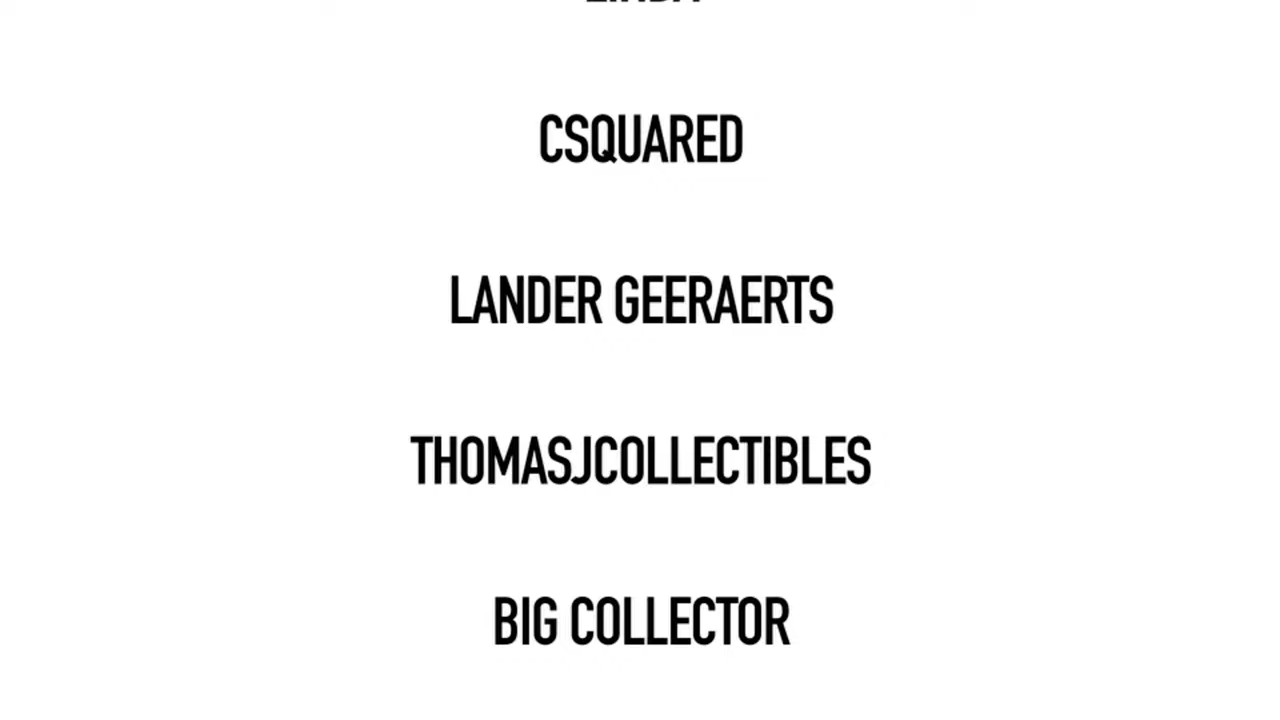 CSQUARED
LANDER GEERAERTS
THOMASJCOLLECTIBLES
BIG COLLECTOR